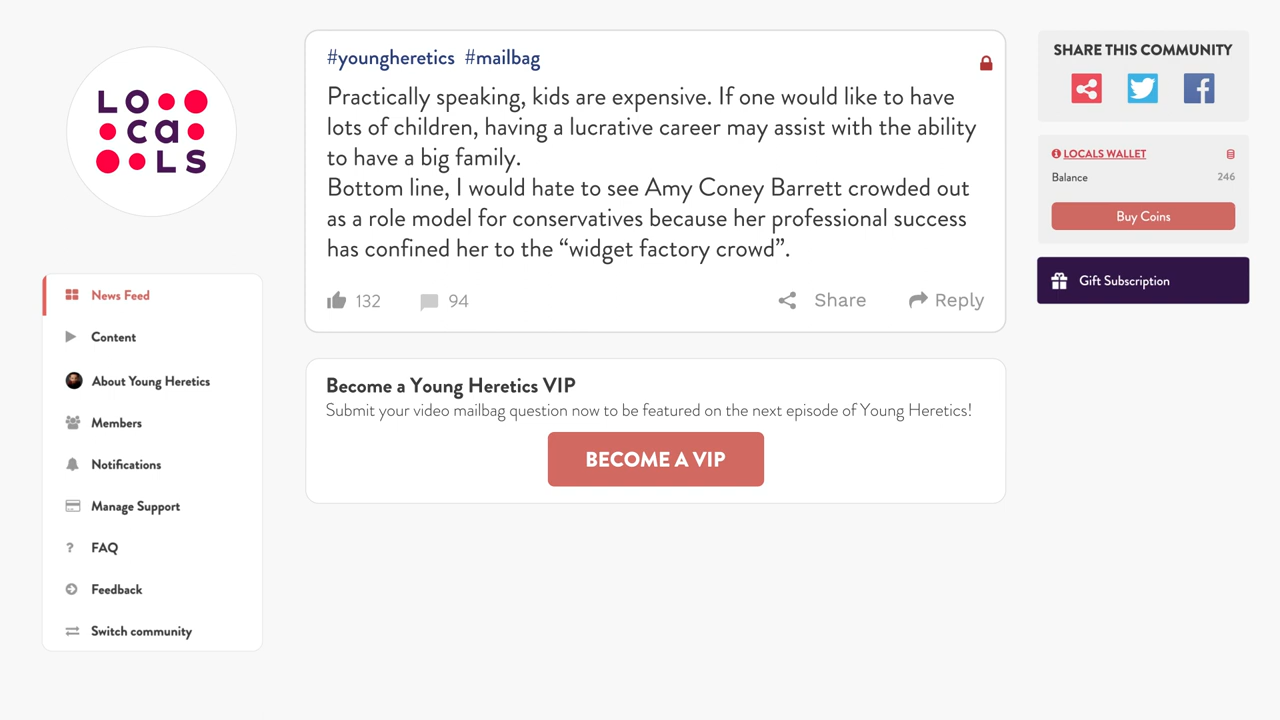 LO
Ca
LS
News Feed
Content
About Young Heretics
Members
Notifications
Manage Support
? FAQ
Feedback
Switch community
#youngheretics #mailbag
Practically speaking, kids are expensive. If one would like to have
lots of children, having a lucrative career may assist with the ability
to have a big family.
Bottom line, I would hate to see Amy Coney Barrett crowded out
as a role model for conservatives because her professional success
has confined her to the “widget factory crowd”.
132 94 Share Reply
Become a Young Heretics VIP
Submit your video mailbag question now to be featured on the next episode of Young Heretics!
BECOME A VIP
SHARE THIS COMMUNITY
LOCALS WALLET
Balance 246
Buy Coins
Gift Subscription